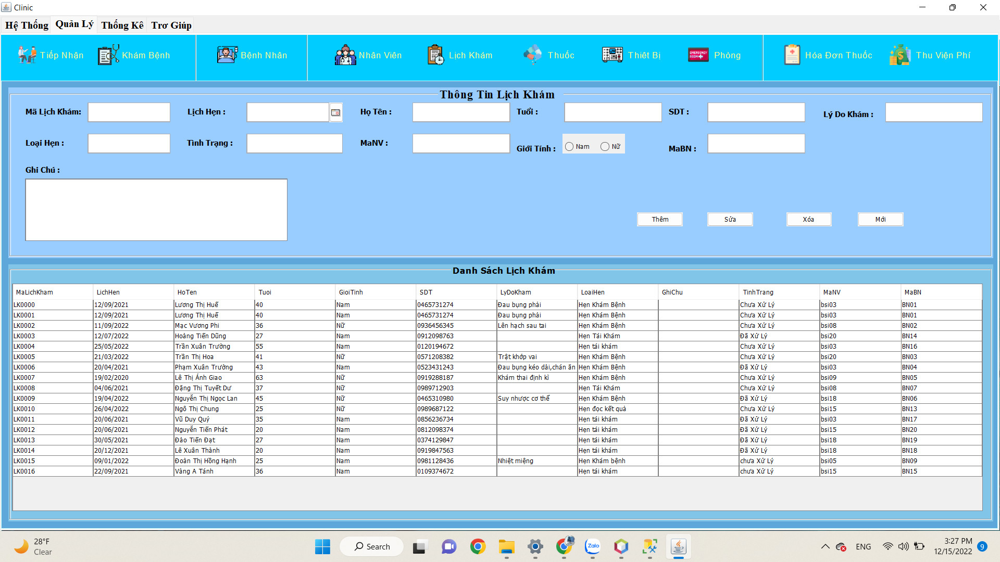 Clinic
Hệ Thống Quản Lý Thống Kê Trơ Giúp
Tiếp Nhận Khám Bệnh Bệnh Nhân Nhân Viên Lịch Khám Thuốc Thiêt Bị EMERGENCY ROOM Phòng Hóa Đơn Thuốc Thu Viện Phí
Thông Tin Lịch Khám
Mã Lịch Khám: Lịch Hẹn : Họ Tên : Tuổi : SDT : Lý Do Khám :
Loại Hẹn : Tình Trạng : MaNV : Giới Tính : Nam Nữ MaBN :
Ghi Chú :
Thêm Sửa Xóa Mới
Danh Sách Lịch Khám
MaLichKham LichHen HoTen Tuoi GioiTinh SDT LyDoKham LoaiHen GhiChu TinhTrang MaNV MaBN
LK0000 12/09/2021 Lương Thị Huế 40 Nam 0465731274 Đau bụng phải Hẹn Khám Bệnh Chưa Xử Lý bsi03 BN01
LK0001 12/09/2021 Lương Thị Huế 40 Nam 0465731274 Đau bụng phải Hẹn Khám Bệnh Chưa Xử Lý bsi03 BN01
LK0002 11/09/2022 Mạc Vương Phi 36 Nữ 0936456345 Lên hạch sau tai Hẹn Khám Bệnh Chưa Xử Lý bsi08 BN02
LK0003 12/07/2022 Hoàng Tiến Dũng 27 Nam 0912098763 Hẹn Tái Khám Đã Xử Lý bsi20 BN14
LK0004 25/05/2022 Trần Xuân Trường 55 Nam 0120194672 Hẹn tái khám Chưa Xử Lý bsi03 BN16
LK0005 21/03/2022 Trần Thị Hoa 41 Nữ 0571208382 Trật khớp vai Hẹn Khám Bệnh Chưa Xử Lý bsi20 BN03
LK0006 20/04/2021 Phạm Xuân Trường 43 Nam 0523431243 Đau bụng kéo dài,chán ăn Hẹn Khám Bệnh Đã Xử Lý bsi03 BN04
LK0007 19/02/2020 Lê Thị Ánh Giao 63 Nữ 0919288187 Khám thai định kì Hẹn Khám Bệnh Chưa Xử Lý bsi09 BN05
LK0008 04/06/2021 Đặng Thị Tuyết Dư 37 Nữ 0989712903 Hẹn Tái Khám Chưa Xử Lý bsi08 BN07
LK0009 19/04/2022 Nguyễn Thị Ngọc Lan 45 Nữ 0465310980 Suy nhược cơ thể Hẹn Khám Bệnh Đã Xử Lý bsi18 BN06
LK0010 26/04/2022 Ngô Thị Chung 25 Nữ 0989687122 Hẹn đọc kết quả Chưa Xử Lý bsi15 BN13
LK0011 20/06/2021 Vũ Duy Quý 35 Nam 0856236734 Hẹn tái khám Đã Xử Lý bsi03 BN17
LK0012 20/06/2021 Nguyễn Tiến Phát 20 Nam 0812098374 Hẹn tái khám Đã Xử Lý bsi15 BN20
LK0013 30/05/2021 Đào Tiến Đạt 27 Nam 0374129847 Hẹn tái khám Đã Xử Lý bsi18 BN19
LK0014 20/12/2021 Lê Xuân Thành 20 Nam 0919847563 Hẹn tái khám Đã Xử Lý bsi18 BN18
LK0015 09/01/2022 Đoàn Thị Hồng Hạnh 25 Nam 0981128436 Nhiệt miệng Hẹn Khám bệnh chưa Xử Lý bsi05 BN09
LK0016 22/09/2021 Vàng A Tánh 36 Nam 0109374672 Hẹn tái khám chưa Xử Lý bsi15 BN15
28°F
Clear
Search
Zalo
ENG
3:27 PM
12/15/2022
9